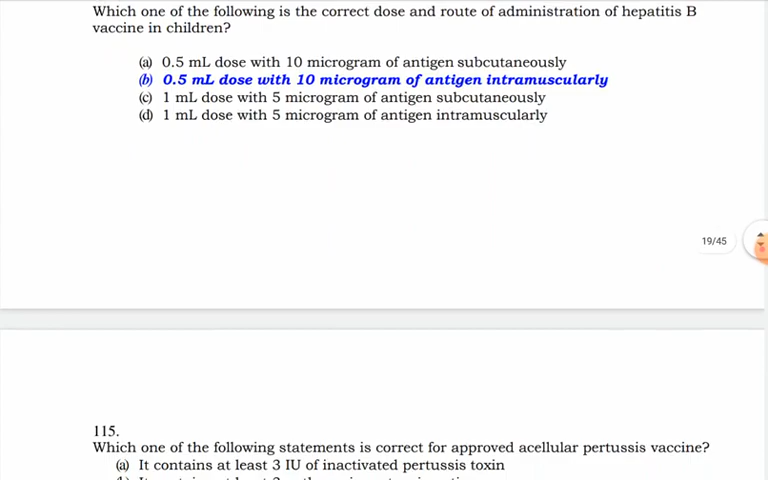 Which one of the following is the correct dose and route of administration of hepatitis B
vaccine in children?
(a) 0.5 mL dose with 10 microgram of antigen subcutaneously
(b) 0.5 mL dose with 10 microgram of antigen intramuscularly
(c) 1 mL dose with 5 microgram of antigen subcutaneously
(d) 1 mL dose with 5 microgram of antigen intramuscularly
19/45
115.
Which one of the following statements is correct for approved acellular pertussis vaccine?
(a) It contains at least 3 IU of inactivated pertussis toxin